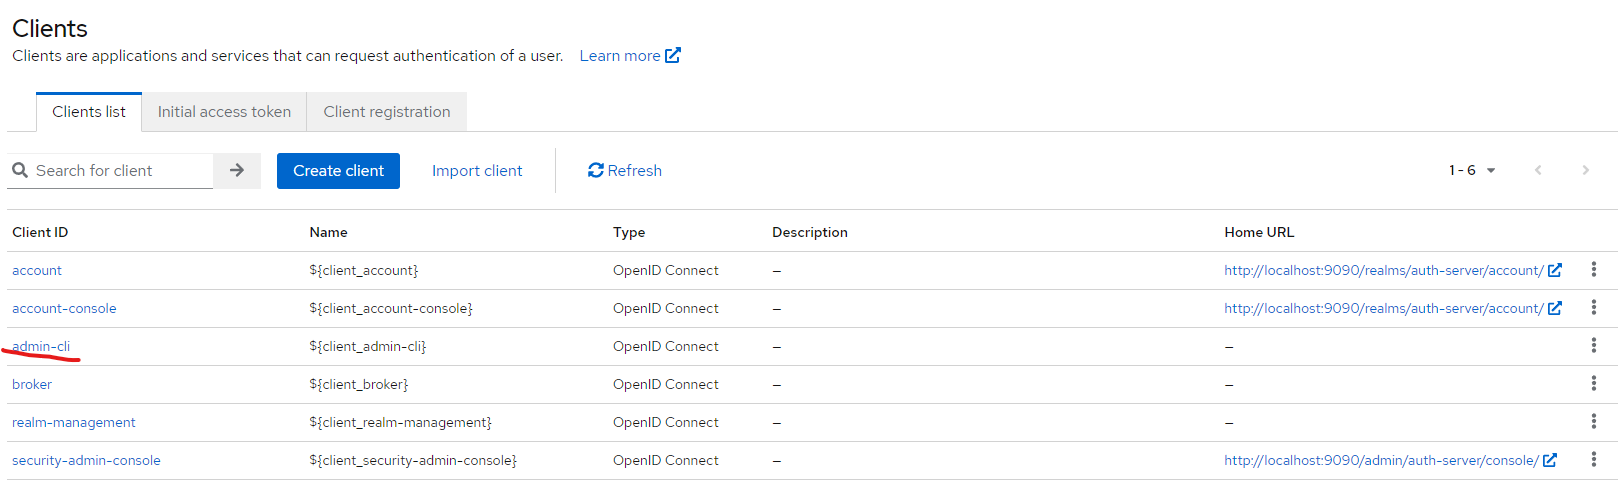 Clients
Clients are applications and services that can request authentication of a user. Learn more
Clients list Initial access token Client registration
Search for client Create client Import client Refresh 1 - 6
Client ID Name Type Description Home URL
account ${client_account} OpenID Connect – http://localhost:9090/realms/auth-server/account/
account-console ${client_account-console} OpenID Connect – http://localhost:9090/realms/auth-server/account/
admin-cli ${client_admin-cli} OpenID Connect – –
broker ${client_broker} OpenID Connect – –
realm-management ${client_realm-management} OpenID Connect – –
security-admin-console ${client_security-admin-console} OpenID Connect – http://localhost:9090/admin/auth-server/console/